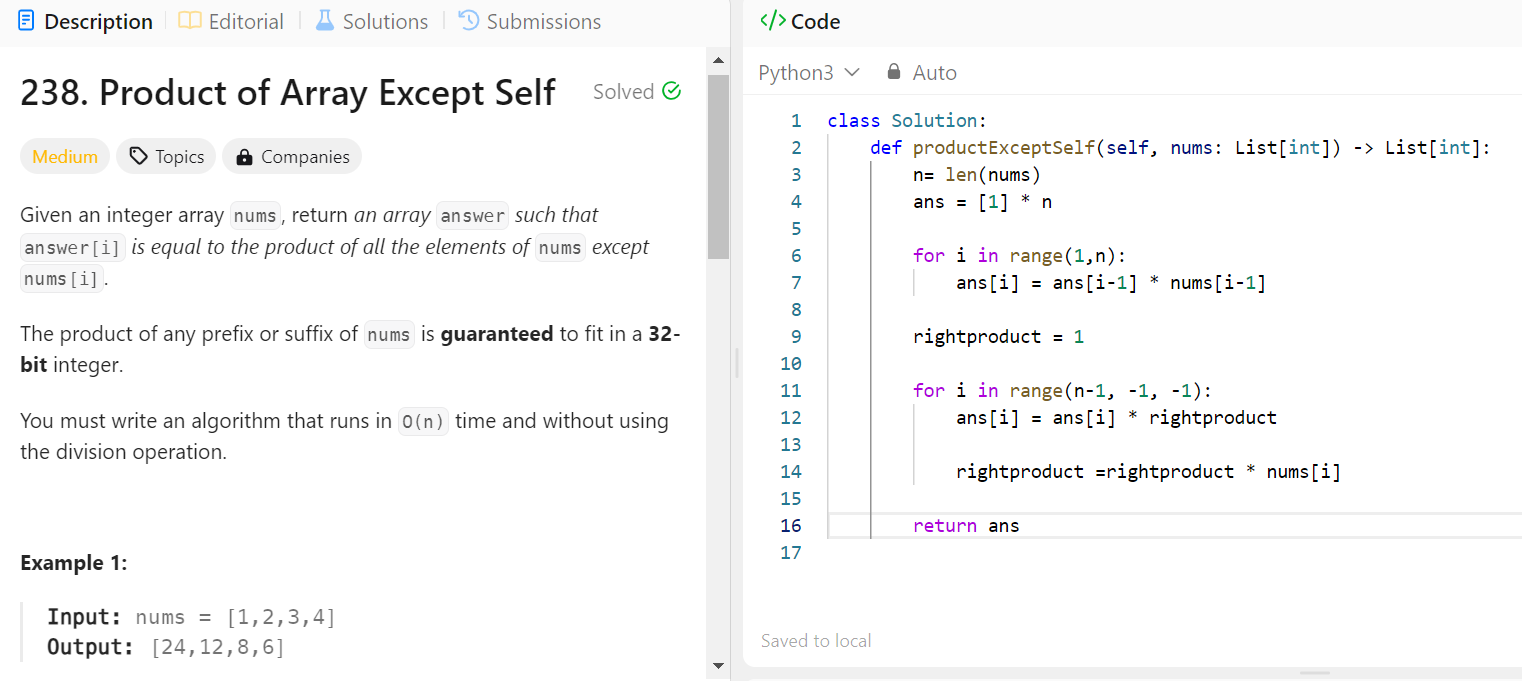 Description Editorial Solutions Submissions
238. Product of Array Except Self Solved
Medium Topics Companies
Given an integer array nums, return an array answer such that
answer[i] is equal to the product of all the elements of nums except
nums[i].
The product of any prefix or suffix of nums is guaranteed to fit in a 32-
bit integer.
You must write an algorithm that runs in O(n) time and without using
the division operation.
Example 1:
Input: nums = [1,2,3,4]
Output: [24,12,8,6]
</> Code
Python3 Auto
1 class Solution:
2     def productExceptSelf(self, nums: List[int]) -> List[int]:
3         n= len(nums)
4         ans = [1] * n
5
6         for i in range(1,n):
7             ans[i] = ans[i-1] * nums[i-1]
8
9         rightproduct = 1
10
11         for i in range(n-1, -1, -1):
12             ans[i] = ans[i] * rightproduct
13
14             rightproduct =rightproduct * nums[i]
15
16         return ans
17
Saved to local